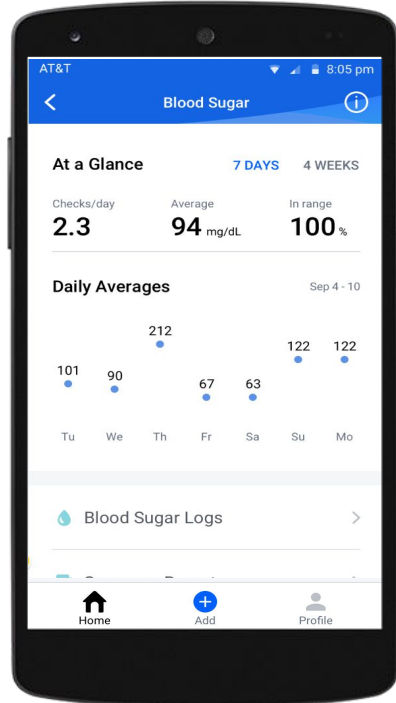 AT&T 8:05 pm
Blood Sugar
At a Glance 7 DAYS 4 WEEKS
Checks/day Average In range
2.3 94 mg/dL 100 %
Daily Averages Sep 4 - 10
212
122 122
101 90
67 63
Tu We Th Fr Sa Su Mo
Blood Sugar Logs
Home Add Profile